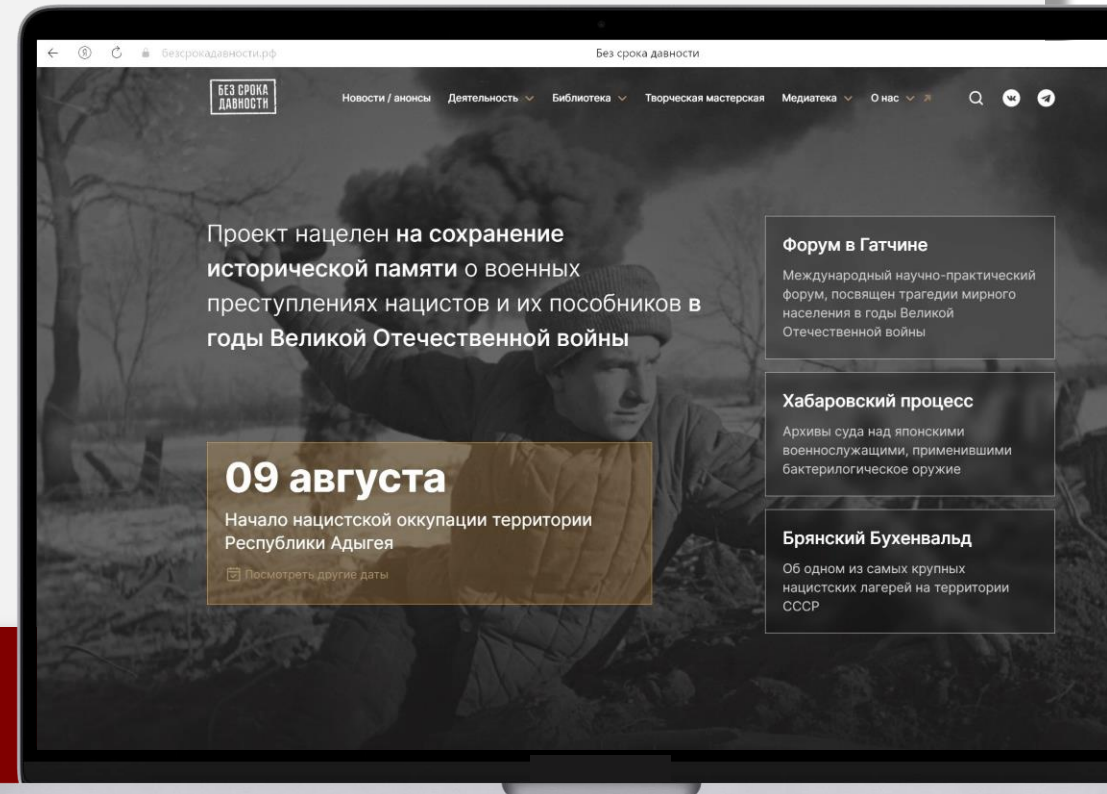 безсрокадавности.рф
Без срока давности
БЕЗ СРОКА
ДАВНОСТИ
Новости / анонсы Деятельность Библиотека Творческая мастерская Медиатека О нас
Проект нацелен на сохранение
исторической памяти о военных
преступлениях нацистов и их пособников в
годы Великой Отечественной войны
09 августа
Начало нацистской оккупации территории
Республики Адыгея
Посмотреть другие даты
Форум в Гатчине
Международный научно-практический
форум, посвящен трагедии мирного
населения в годы Великой
Отечественной войны
Хабаровский процесс
Архивы суда над японскими
военнослужащими, применившими
бактерилогическое оружие
Брянский Бухенвальд
Об одном из самых крупных
нацистских лагерей на территории
СССР